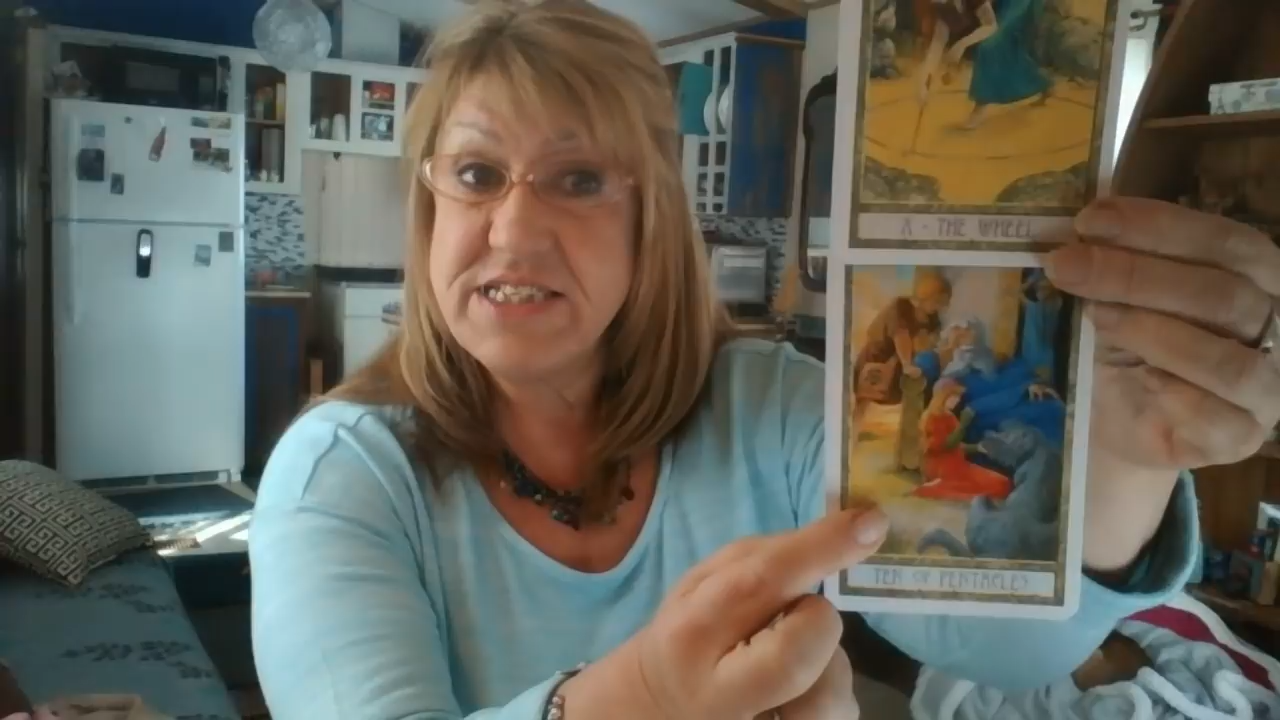 X - THE WHEEL
TEN OF PENTACLES